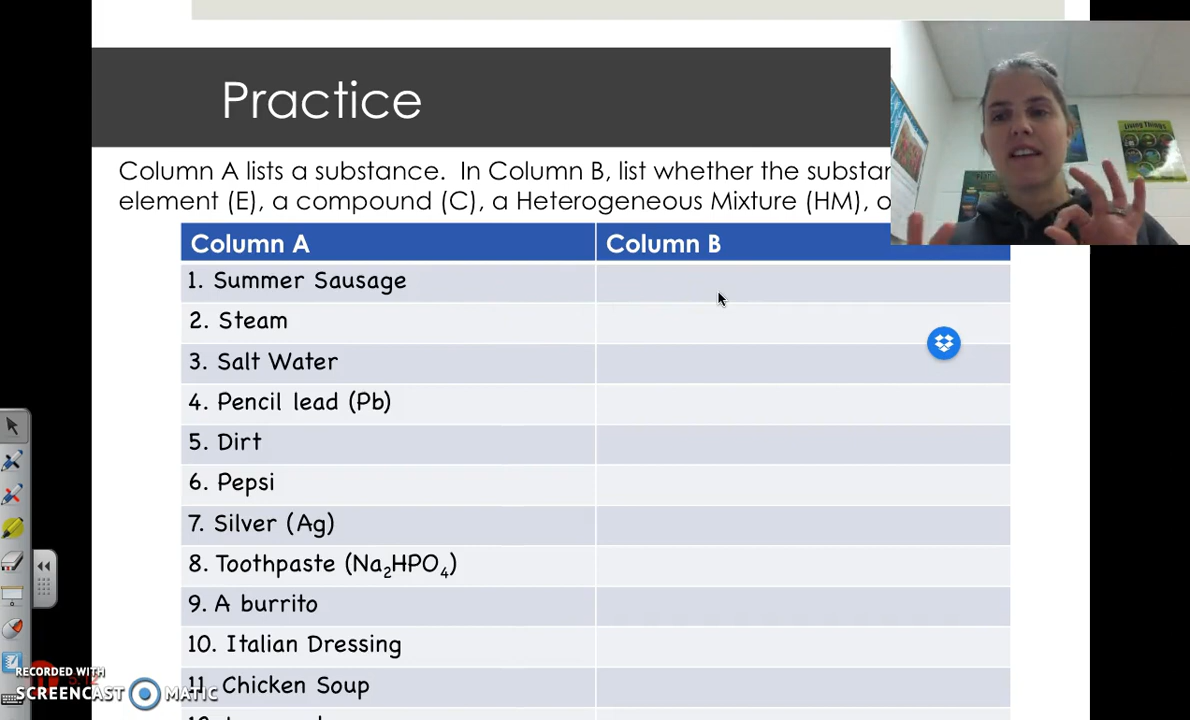 Practice
Column A lists a substance. In Column B, list whether the
element (E), a compound (C), a Heterogeneous Mixture (HM),
Column A
Column B
1. Summer Sausage
2. Steam
3. Salt Water
4. Pencil lead (Pb)
5. Dirt
6. Pepsi
7. Silver (Ag)
8. Toothpaste (Na₂HPO₄)
9. A burrito
10. Italian Dressing
11. Chicken Soup
RECORDED WITH
SCREENCAST MATIC
Living Things